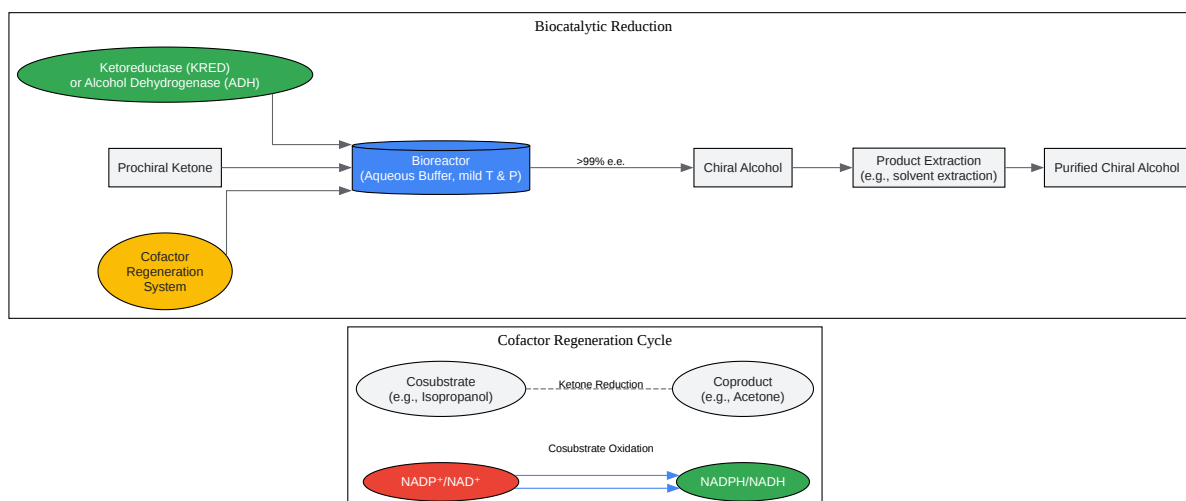 Biocatalytic Reduction
Ketoreductase (KRED)
or Alcohol Dehydrogenase (ADH)
Prochiral Ketone
Bioreactor
(Aqueous Buffer, mild T & P)
>99% e.e.
Chiral Alcohol
Product Extraction
(e.g., solvent extraction)
Purified Chiral Alcohol
Cofactor
Regeneration
System
Cofactor Regeneration Cycle
Cosubstrate
(e.g., Isopropanol)
Ketone Reduction
Coproduct
(e.g., Acetone)
Cosubstrate Oxidation
NADP⁺/NAD⁺
NADPH/NADH